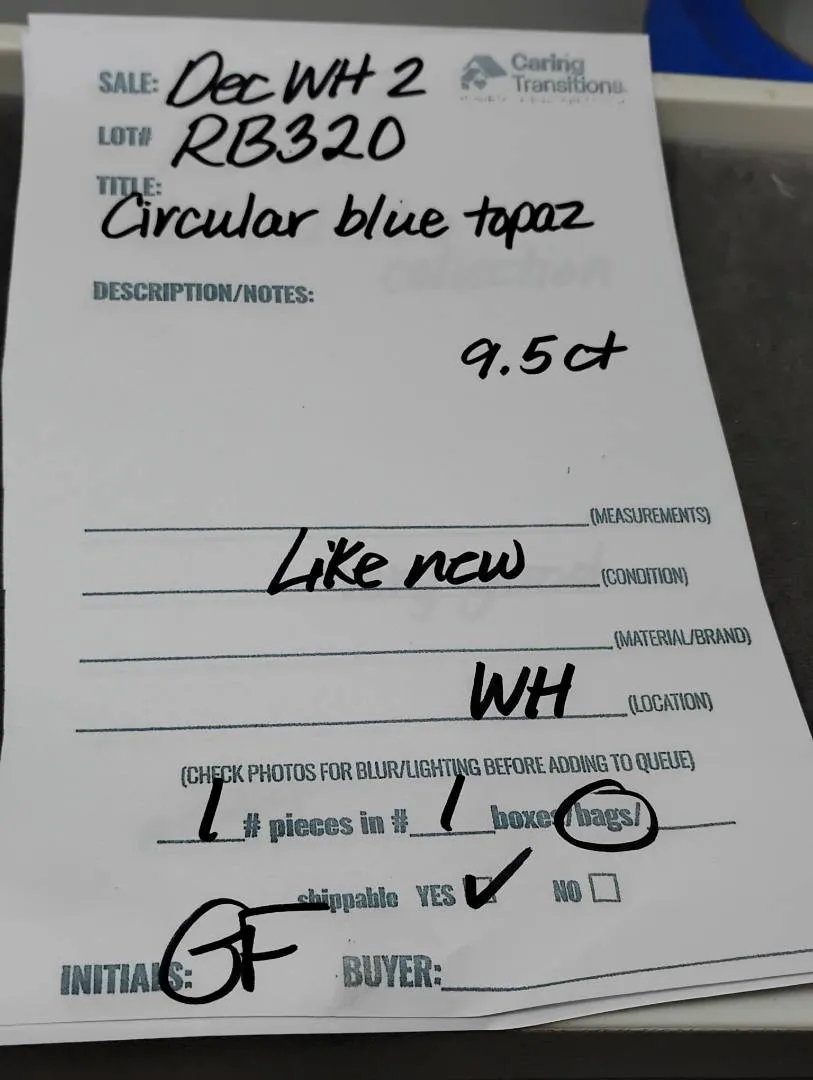 SALE: Dec WH 2
Caring
Transitions
LOT# RB320
TITLE:
Circular blue topaz
DESCRIPTION/NOTES:
9.5 ct
(MEASUREMENTS)
Like new (CONDITION)
(MATERIAL/BRAND)
WH (LOCATION)
(CHECK PHOTOS FOR BLUR/LIGHTING BEFORE ADDING TO QUEUE)
1 # pieces in # 1 boxes/bags/
shippable YES ✓ NO ☐
INITIALS: GF BUYER: